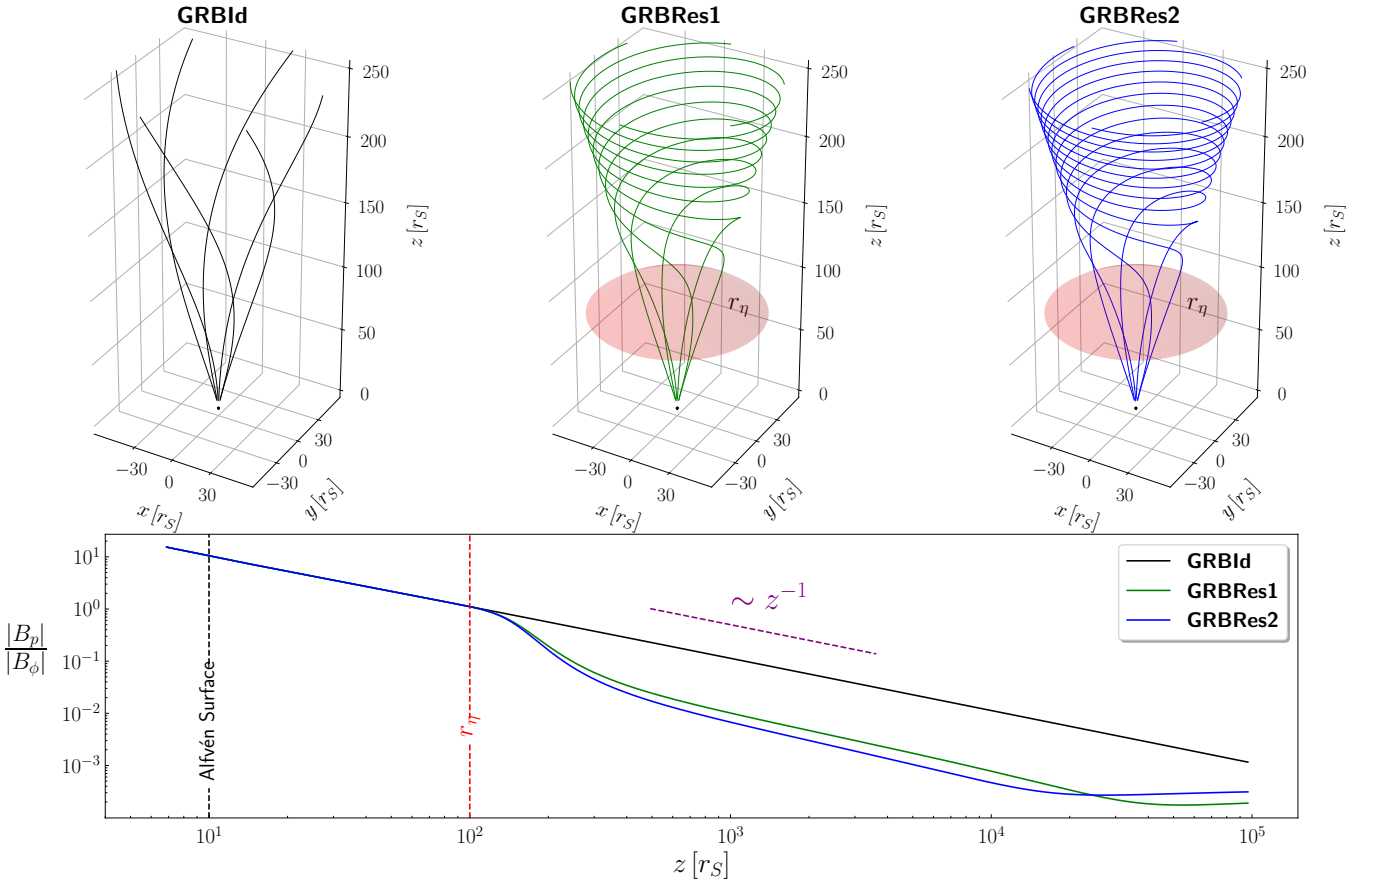 GRBId
GRBRes1
GRBRes2
250
200
150
100
50
0
z [r_S]
30
0
−30
y [r_S]
−30
0
30
x [r_S]
r_η
250
200
150
100
50
0
z [r_S]
30
0
−30
y [r_S]
−30
0
30
x [r_S]
r_η
250
200
150
100
50
0
z [r_S]
30
0
−30
y [r_S]
−30
0
30
x [r_S]
|B_p|
|B_ϕ|
10^1
10^0
10^{-1}
10^{-2}
10^{-3}
Alfvén Surface
r_η
∼ z^{-1}
GRBId
GRBRes1
GRBRes2
10^1
10^2
10^3
10^4
10^5
z [r_S]